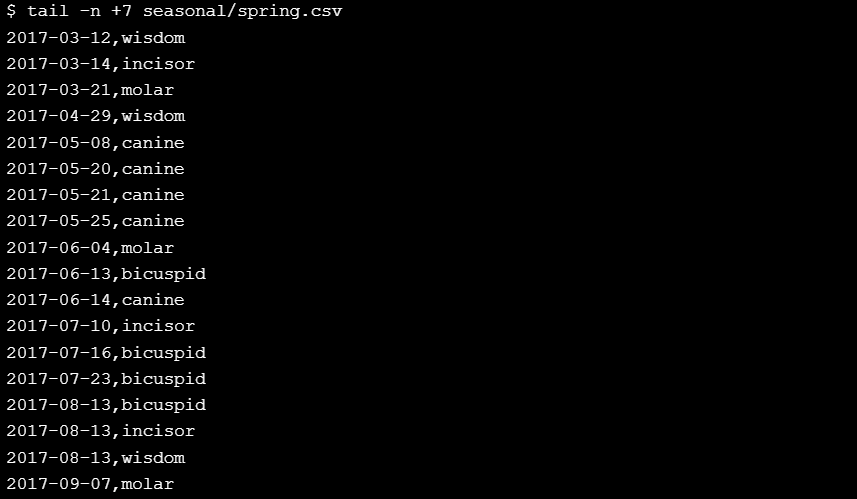 $ tail -n +7 seasonal/spring.csv
2017-03-12,wisdom
2017-03-14,incisor
2017-03-21,molar
2017-04-29,wisdom
2017-05-08,canine
2017-05-20,canine
2017-05-21,canine
2017-05-25,canine
2017-06-04,molar
2017-06-13,bicuspid
2017-06-14,canine
2017-07-10,incisor
2017-07-16,bicuspid
2017-07-23,bicuspid
2017-08-13,bicuspid
2017-08-13,incisor
2017-08-13,wisdom
2017-09-07,molar